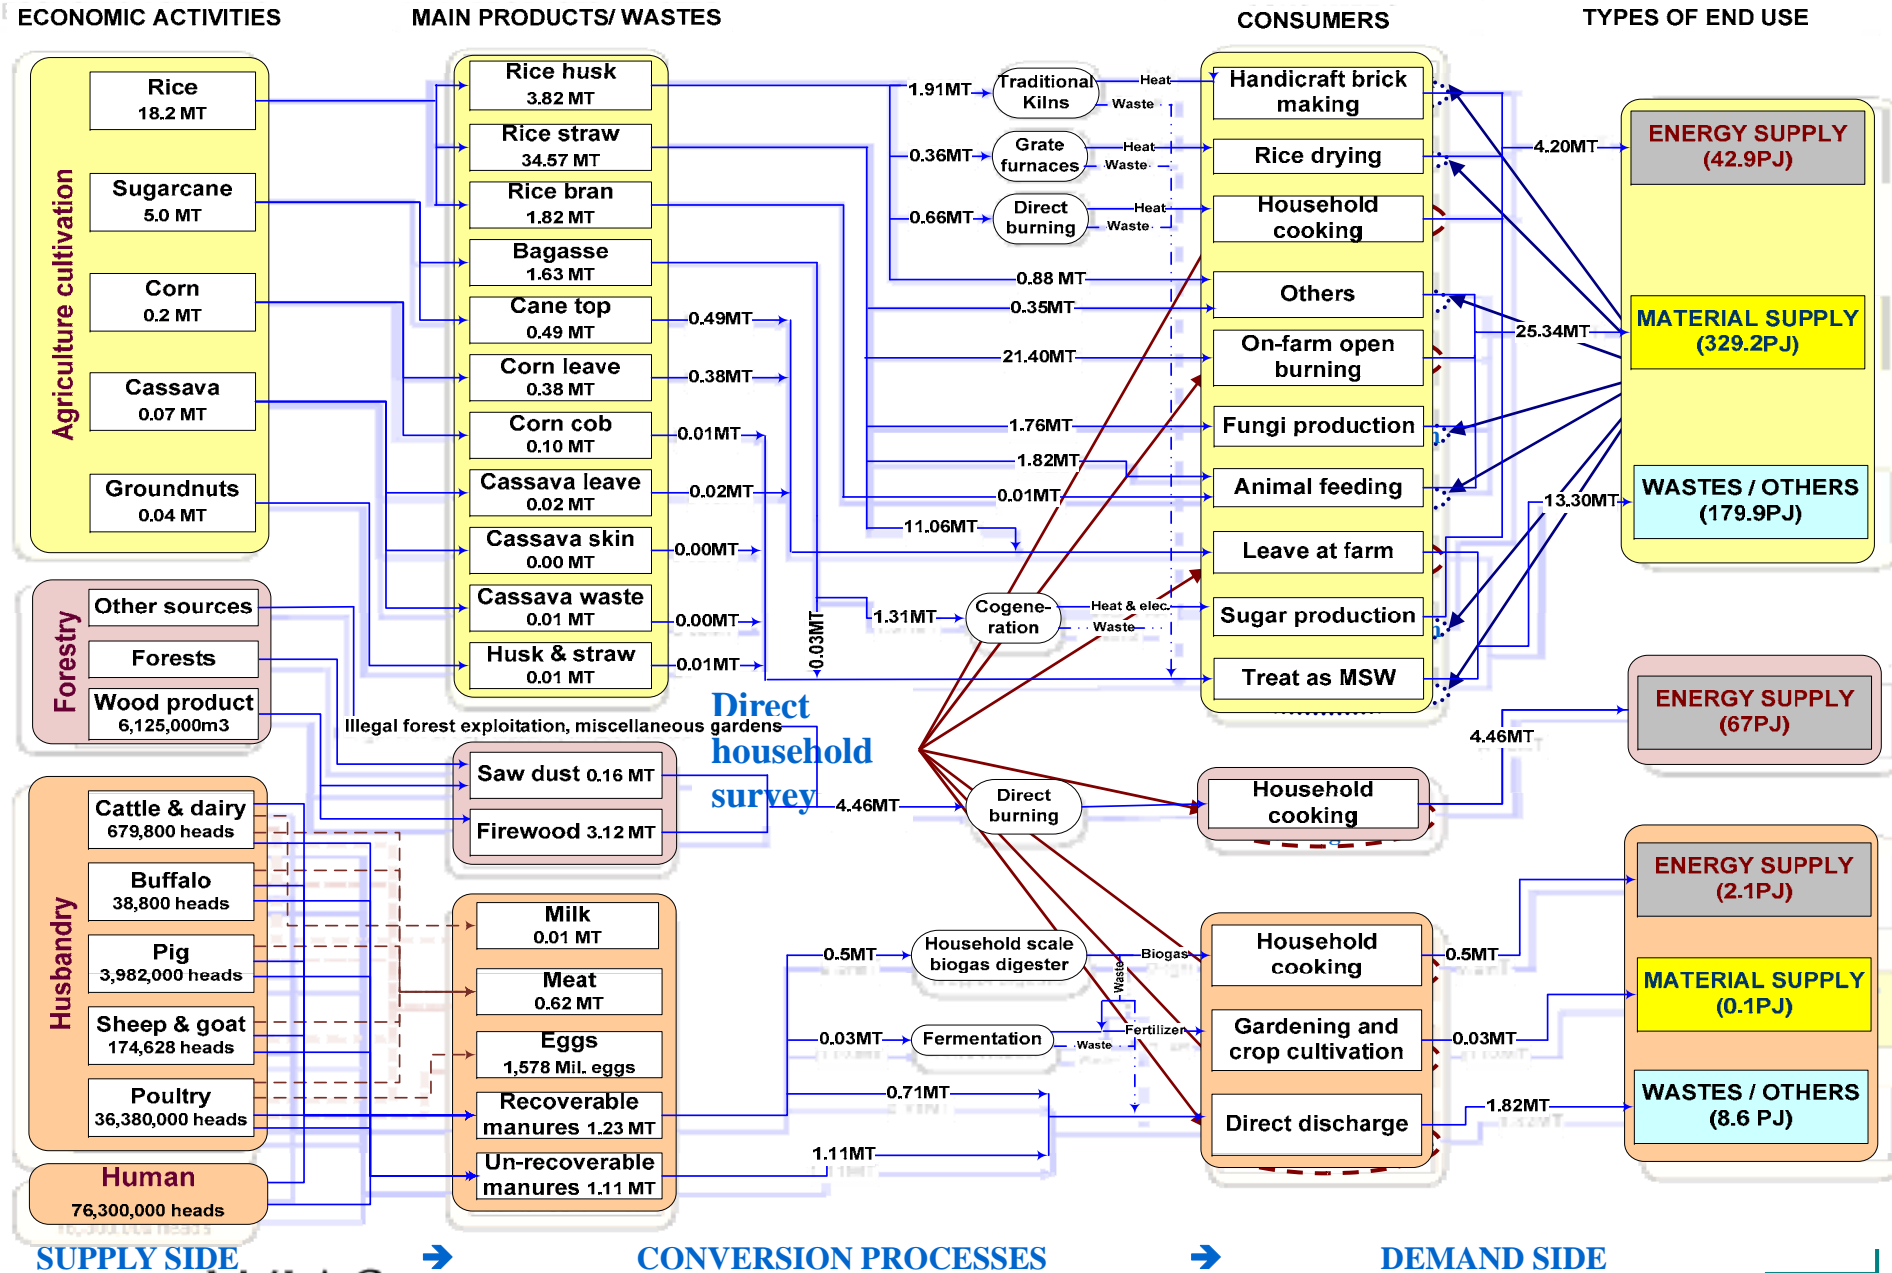 ECONOMIC ACTIVITIES
MAIN PRODUCTS/ WASTES
CONSUMERS
TYPES OF END USE
Agriculture cultivation
Rice
18.2 MT
Sugarcane
5.0 MT
Corn
0.2 MT
Cassava
0.07 MT
Groundnuts
0.04 MT
Forestry
Other sources
Forests
Wood product
6,125,000m3
Husbandry
Cattle & dairy
679,800 heads
Buffalo
38,800 heads
Pig
3,982,000 heads
Sheep & goat
174,628 heads
Poultry
36,380,000 heads
Human
76,300,000 heads
Rice husk
3.82 MT
Rice straw
34.57 MT
Rice bran
1.82 MT
Bagasse
1.63 MT
Cane top
0.49 MT
Corn leave
0.38 MT
Corn cob
0.10 MT
Cassava leave
0.02 MT
Cassava skin
0.00 MT
Cassava waste
0.01 MT
Husk & straw
0.01 MT
Illegal forest exploitation, miscellaneous gardens
Saw dust 0.16 MT
Firewood 3.12 MT
Milk
0.01 MT
Meat
0.62 MT
Eggs
1,578 Mil. eggs
Recoverable
manures 1.23 MT
Un-recoverable
manures 1.11 MT
0.49MT
0.38MT
0.01MT
0.02MT
0.00MT
0.00MT
0.01MT
0.03MT
Direct
household
survey
1.91MT
Traditional
Kilns
Heat
Waste
0.36MT
Grate
furnaces
Heat
Waste
0.66MT
Direct
burning
Heat
Waste
0.88 MT
0.35MT
21.40MT
1.76MT
1.82MT
0.01MT
11.06MT
1.31MT
Cogene-
ration
Heat & elec.
Waste
4.46MT
Direct
burning
0.5MT
Household scale
biogas digester
Biogas
Waste
0.03MT
Fermentation
Fertilizer
Waste
0.71MT
1.11MT
Handicraft brick
making
Rice drying
Household
cooking
Others
On-farm open
burning
Fungi production
Animal feeding
Leave at farm
Sugar production
Treat as MSW
Household
cooking
Household
cooking
Gardening and
crop cultivation
Direct discharge
4.20MT
25.34MT
13.30MT
4.46MT
0.5MT
0.03MT
1.82MT
ENERGY SUPPLY
(42.9PJ)
MATERIAL SUPPLY
(329.2PJ)
WASTES / OTHERS
(179.9PJ)
ENERGY SUPPLY
(67PJ)
ENERGY SUPPLY
(2.1PJ)
MATERIAL SUPPLY
(0.1PJ)
WASTES / OTHERS
(8.6 PJ)
SUPPLY SIDE
CONVERSION PROCESSES
DEMAND SIDE